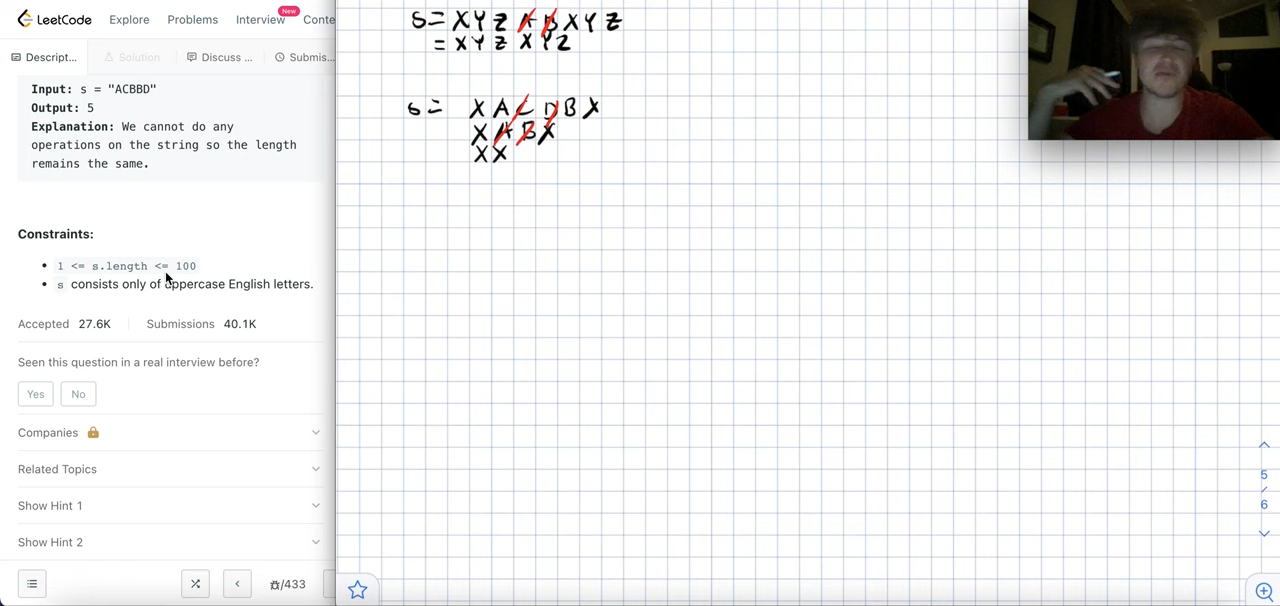 LeetCode
Explore
Problems
Interview
New
Conte
Descript...
Solution
Discuss ...
Submis...
Input: s = "ACBBD"
Output: 5
Explanation: We cannot do any
operations on the string so the length
remains the same.
Constraints:
1 <= s.length <= 100
s consists only of uppercase English letters.
Accepted 27.6K
Submissions 40.1K
Seen this question in a real interview before?
Yes
No
Companies
Related Topics
Show Hint 1
Show Hint 2
/433
S = X Y Z A B X Y Z
= X Y Z X Y Z
S = X A C D B X
X A B X
X X
5
/
6